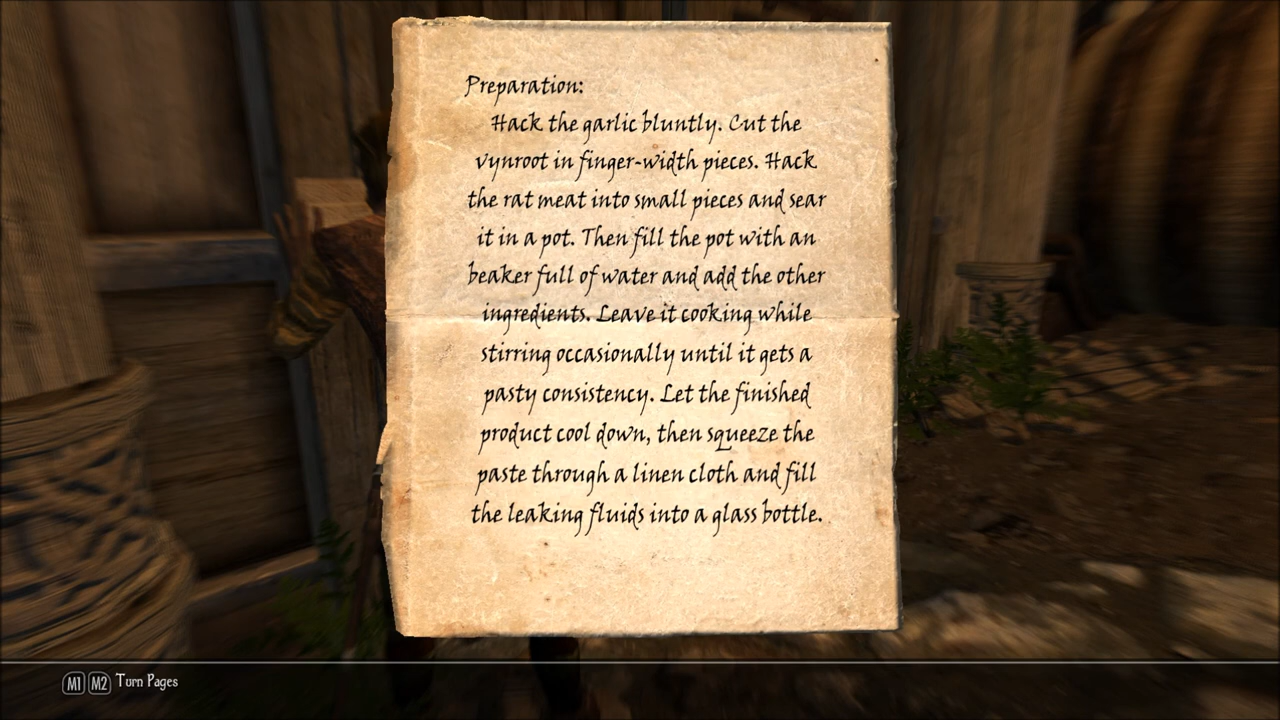 Preparation:
Hack the garlic bluntly. Cut the
vynroot in finger-width pieces. Hack
the rat meat into small pieces and sear
it in a pot. Then fill the pot with an
beaker full of water and add the other
ingredients. Leave it cooking while
stirring occasionally until it gets a
pasty consistency. Let the finished
product cool down, then squeeze the
paste through a linen cloth and fill
the leaking fluids into a glass bottle.
M1 M2 Turn Pages